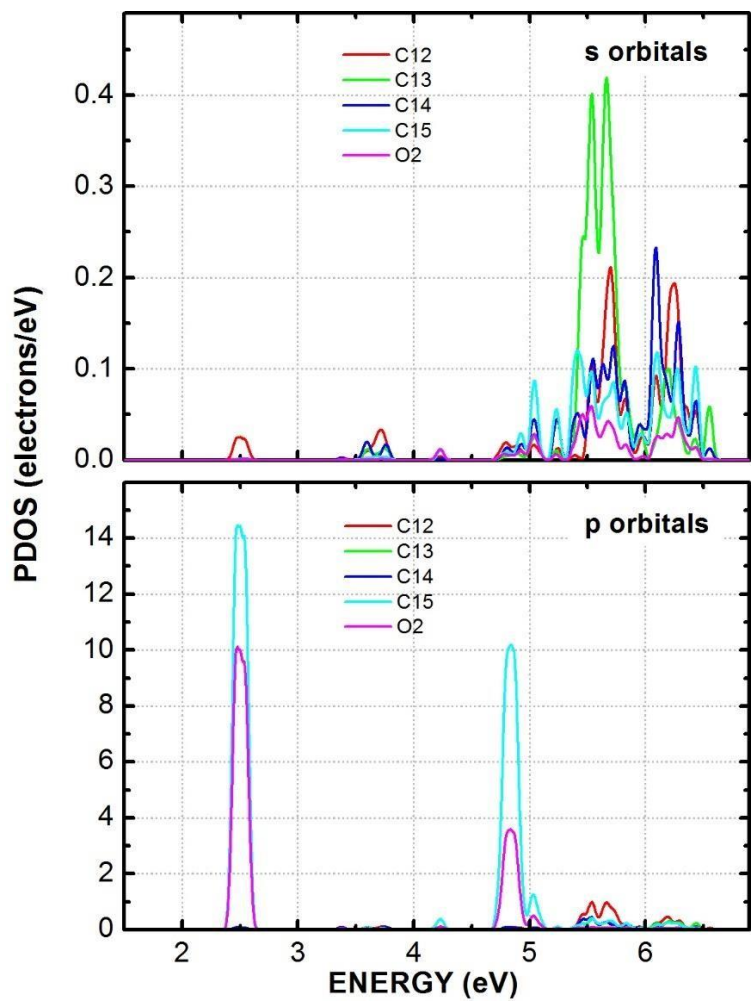 s orbitals
C12
C13
C14
C15
O2
0.4
0.3
0.2
0.1
0.0
PDOS (electrons/eV)
p orbitals
C12
C13
C14
C15
O2
14
12
10
8
6
4
2
0
2 3 4 5 6
ENERGY (eV)